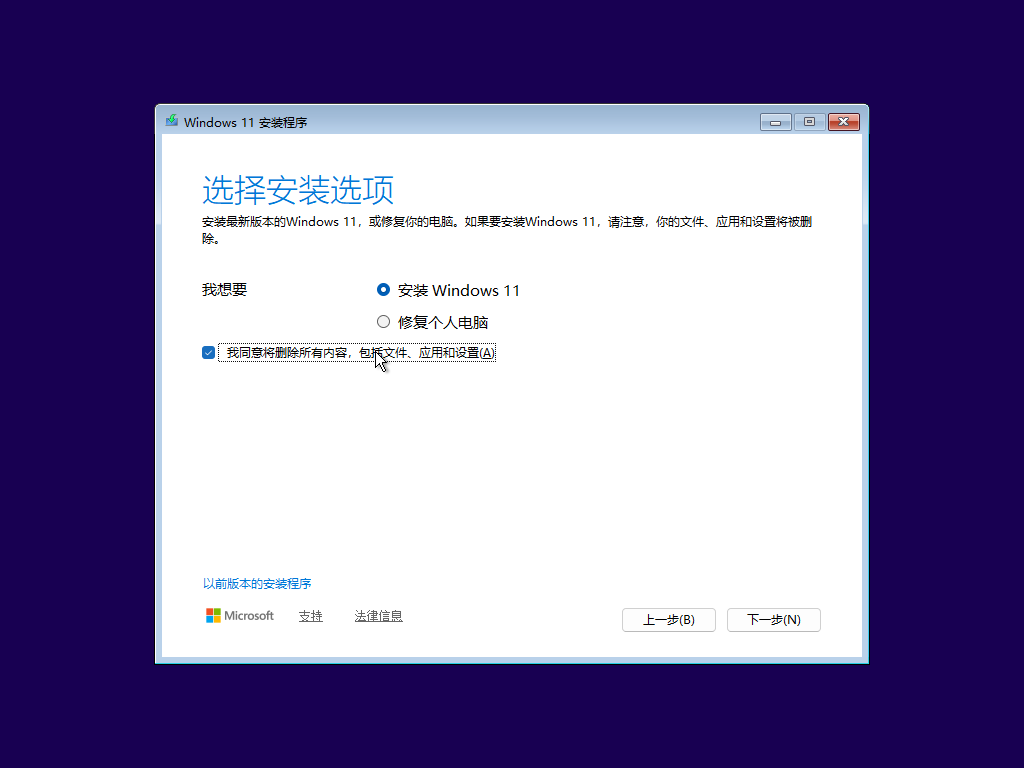 Windows 11 安装程序
选择安装选项
安装最新版本的Windows 11，或修复你的电脑。如果要安装Windows 11，请注意，你的文件、应用和设置将被删
除。
我想要
安装 Windows 11
修复个人电脑
我同意将删除所有内容，包括文件、应用和设置(A)
以前版本的安装程序
Microsoft 支持 法律信息
上一步(B) 下一步(N)